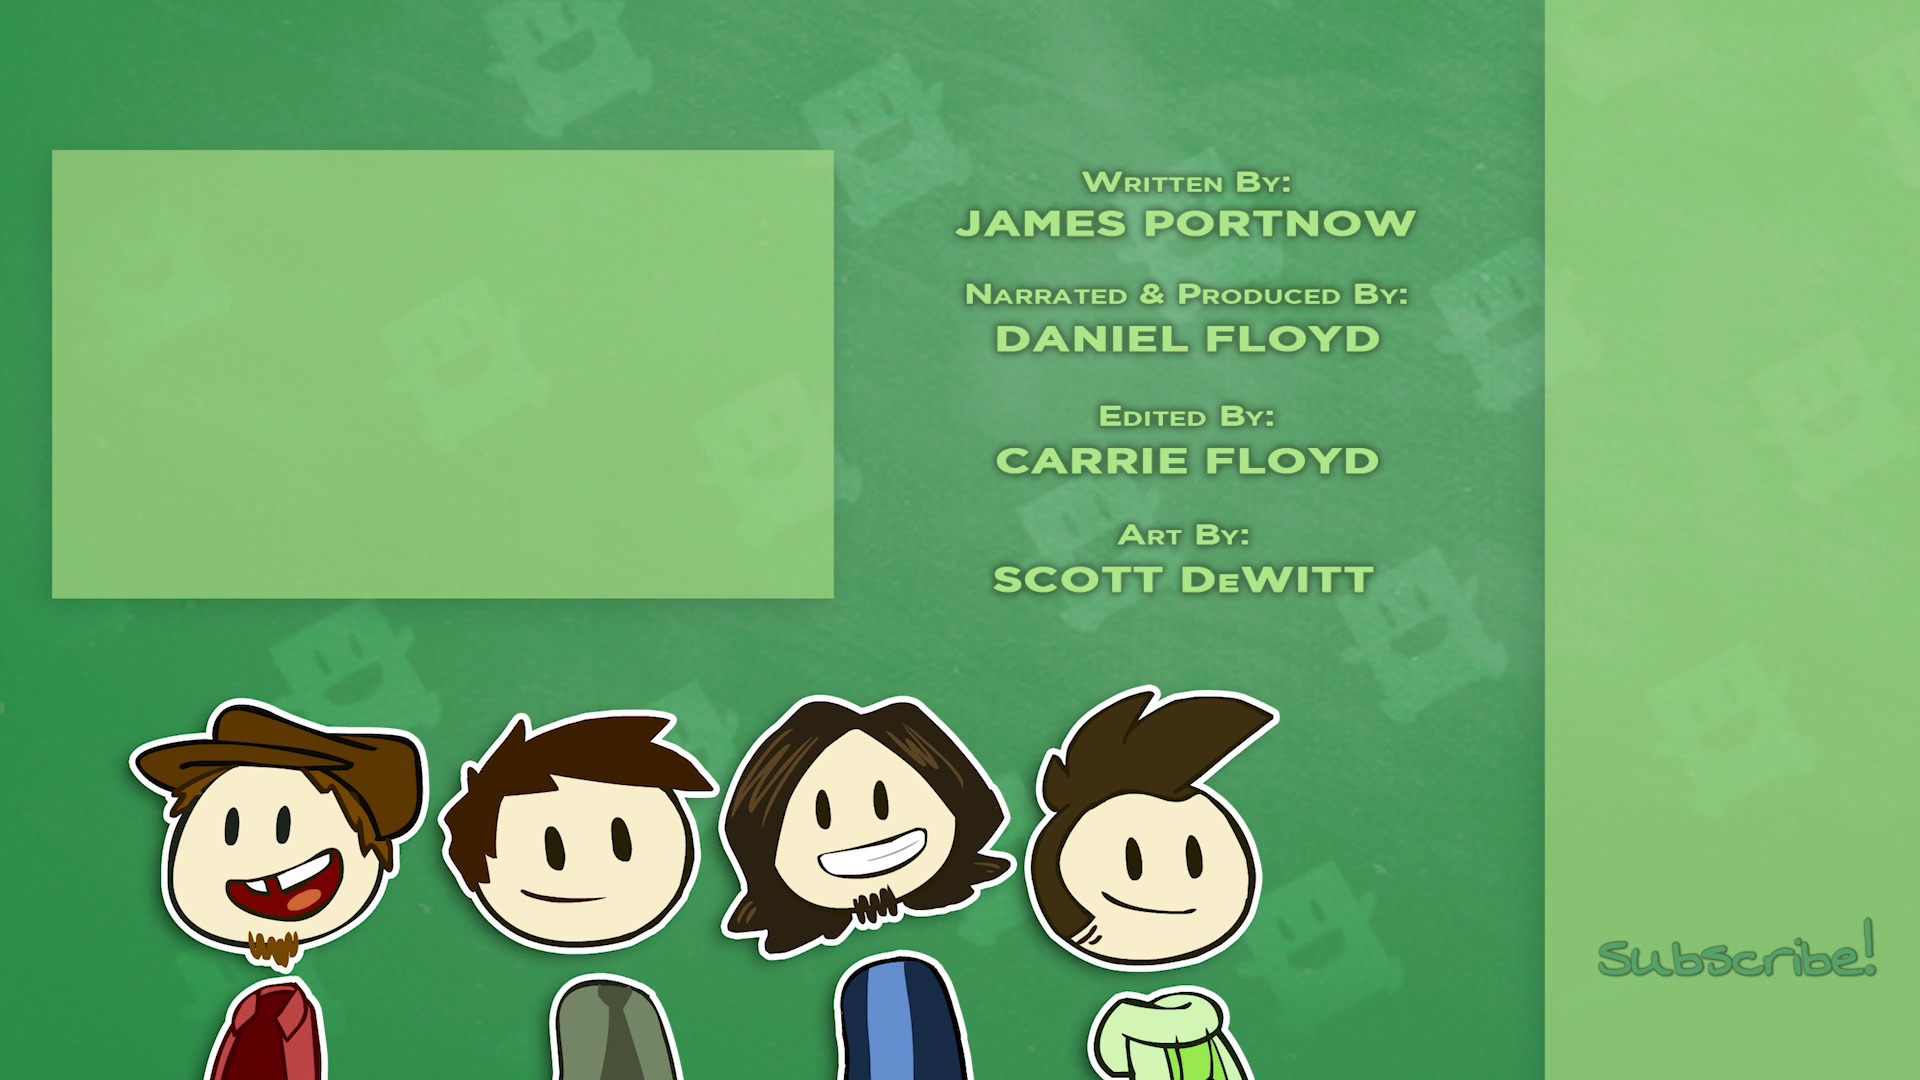 Written By:
JAMES PORTNOW
Narrated & Produced By:
DANIEL FLOYD
Edited By:
CARRIE FLOYD
Art By:
SCOTT DeWITT
Subscribe!